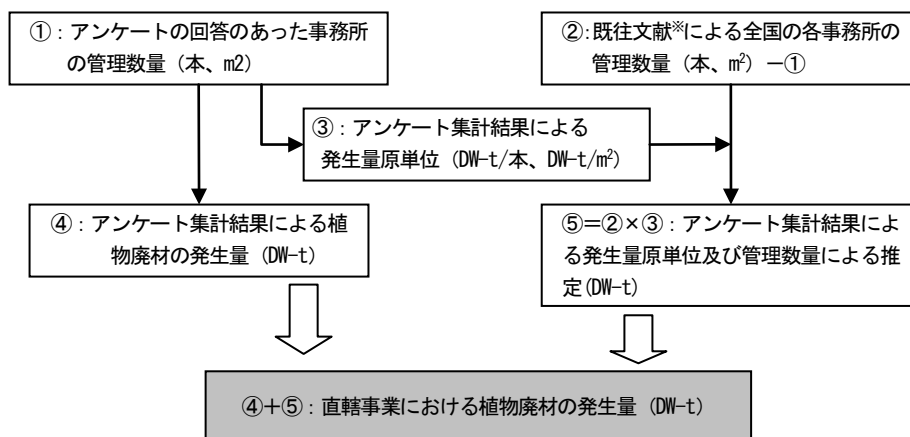 ①：アンケートの回答のあった事務所
の管理数量（本、m2）
②:既往文献※による全国の各事務所の
管理数量（本、m²）－①
③：アンケート集計結果による
発生量原単位（DW-t/本、DW-t/m²）
④：アンケート集計結果による植
物廃材の発生量（DW-t）
⑤＝②×③：アンケート集計結果によ
る発生量原単位及び管理数量による推
定(DW-t)
④＋⑤：直轄事業における植物廃材の発生量（DW-t）